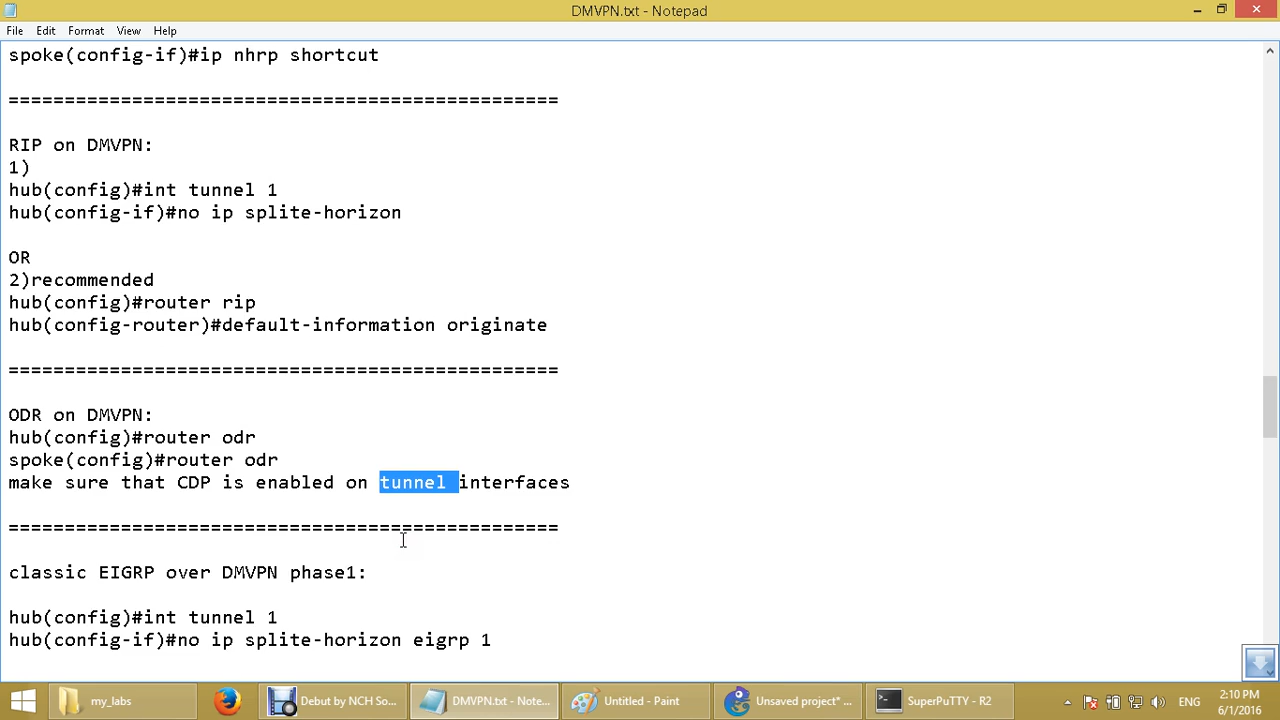 DMVPN.txt - Notepad
File Edit Format View Help
spoke(config-if)#ip nhrp shortcut
=================================================
RIP on DMVPN:
1)
hub(config)#int tunnel 1
hub(config-if)#no ip splite-horizon
OR
2)recommended
hub(config)#router rip
hub(config-router)#default-information originate
=================================================
ODR on DMVPN:
hub(config)#router odr
spoke(config)#router odr
make sure that CDP is enabled on tunnel interfaces
=================================================
classic EIGRP over DMVPN phase1:
hub(config)#int tunnel 1
hub(config-if)#no ip splite-horizon eigrp 1
my_labs Debut by NCH So... DMVPN.txt - Note... Untitled - Paint Unsaved project*... SuperPuTTY - R2 ENG 2:10 PM
6/1/2016